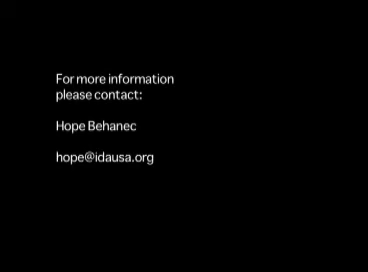 For more information
please contact:
Hope Behanec
hope@idausa.org